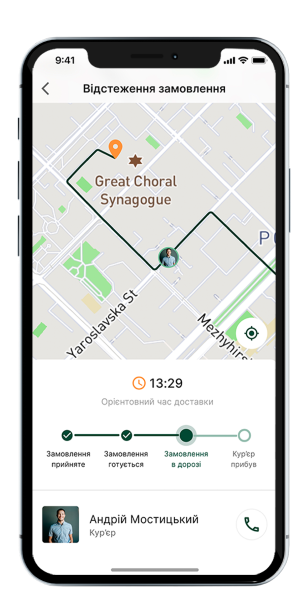 9:41
Відстеження замовлення
Great Choral
Synagogue
P
Yaroslavska St
Mezhyhirs
13:29
Орієнтовний час доставки
Замовлення
прийняте
Замовлення
готується
Замовлення
в дорозі
Кур'єр
прибув
Андрій Мостицький
Кур'єр